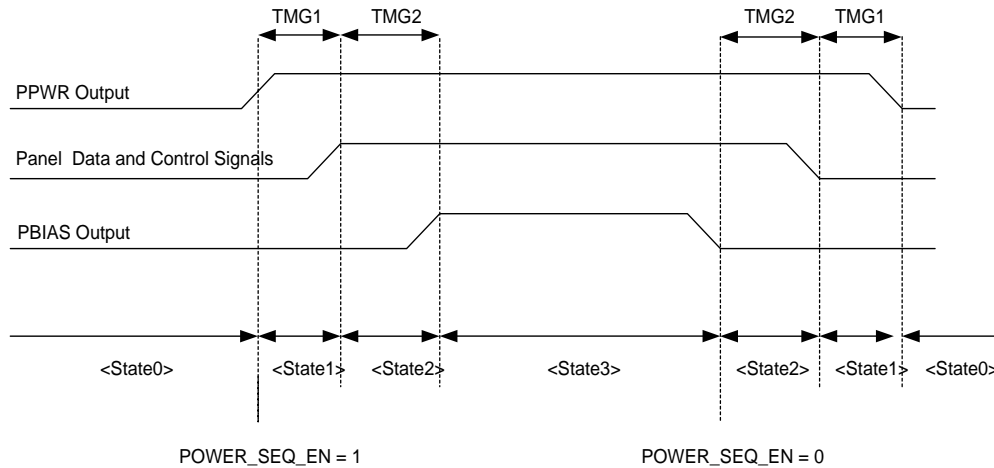 TMG1 TMG2 TMG2 TMG1
PPWR Output
Panel Data and Control Signals
PBIAS Output
<State0> <State1> <State2> <State3> <State2> <State1> <State0>
POWER_SEQ_EN = 1 POWER_SEQ_EN = 0